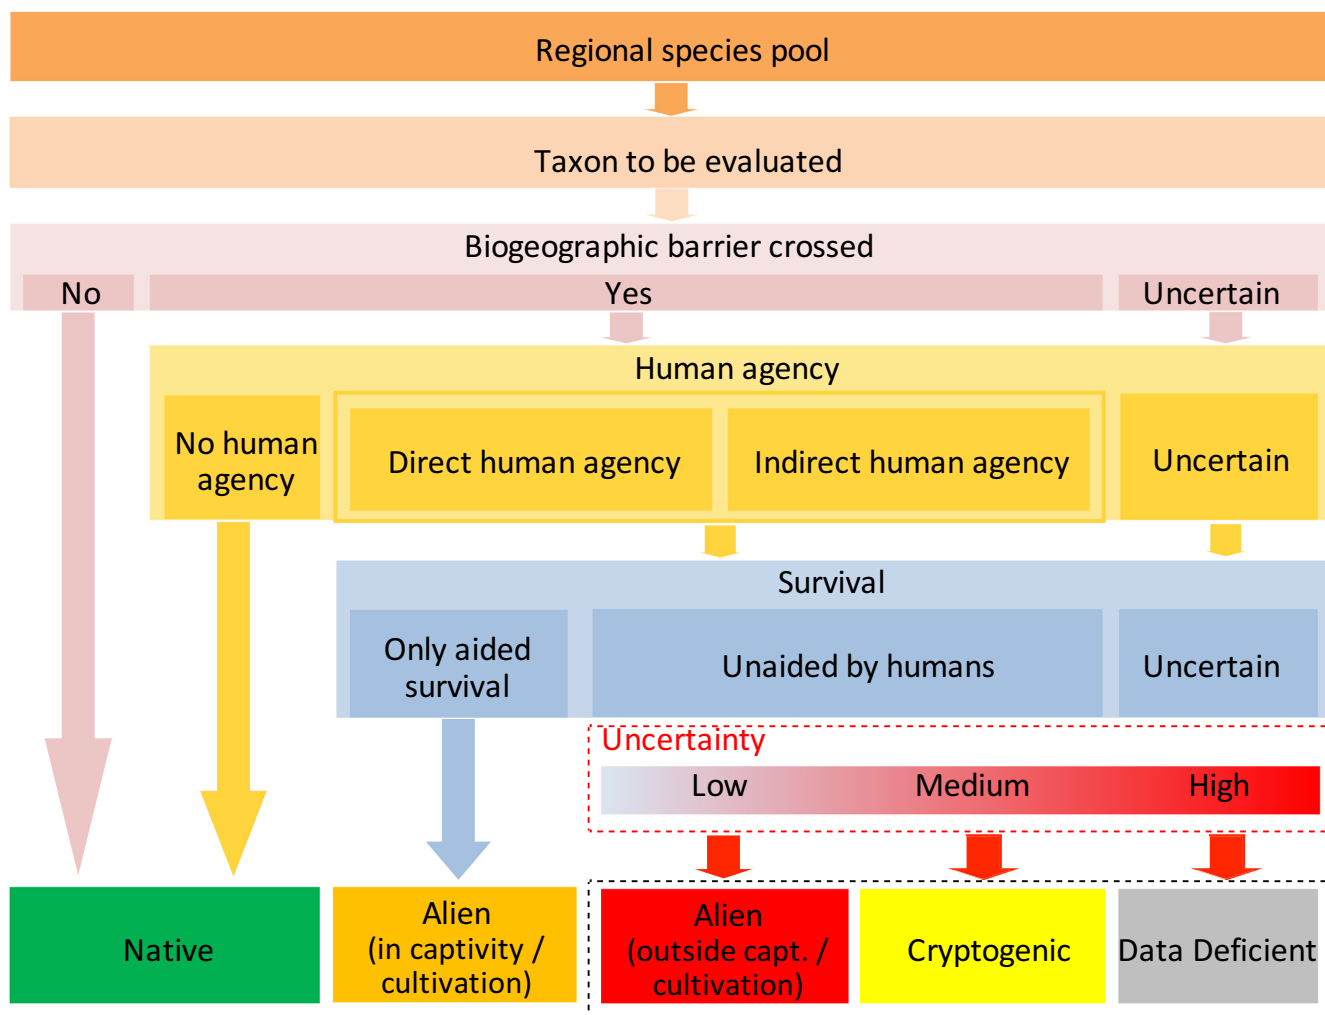 Regional species pool
Taxon to be evaluated
Biogeographic barrier crossed
No
Yes
Uncertain
Human agency
No human
agency
Direct human agency
Indirect human agency
Uncertain
Survival
Only aided
survival
Unaided by humans
Uncertain
Uncertainty
Low
Medium
High
Native
Alien
(in captivity /
cultivation)
Alien
(outside capt. /
cultivation)
Cryptogenic
Data Deficient